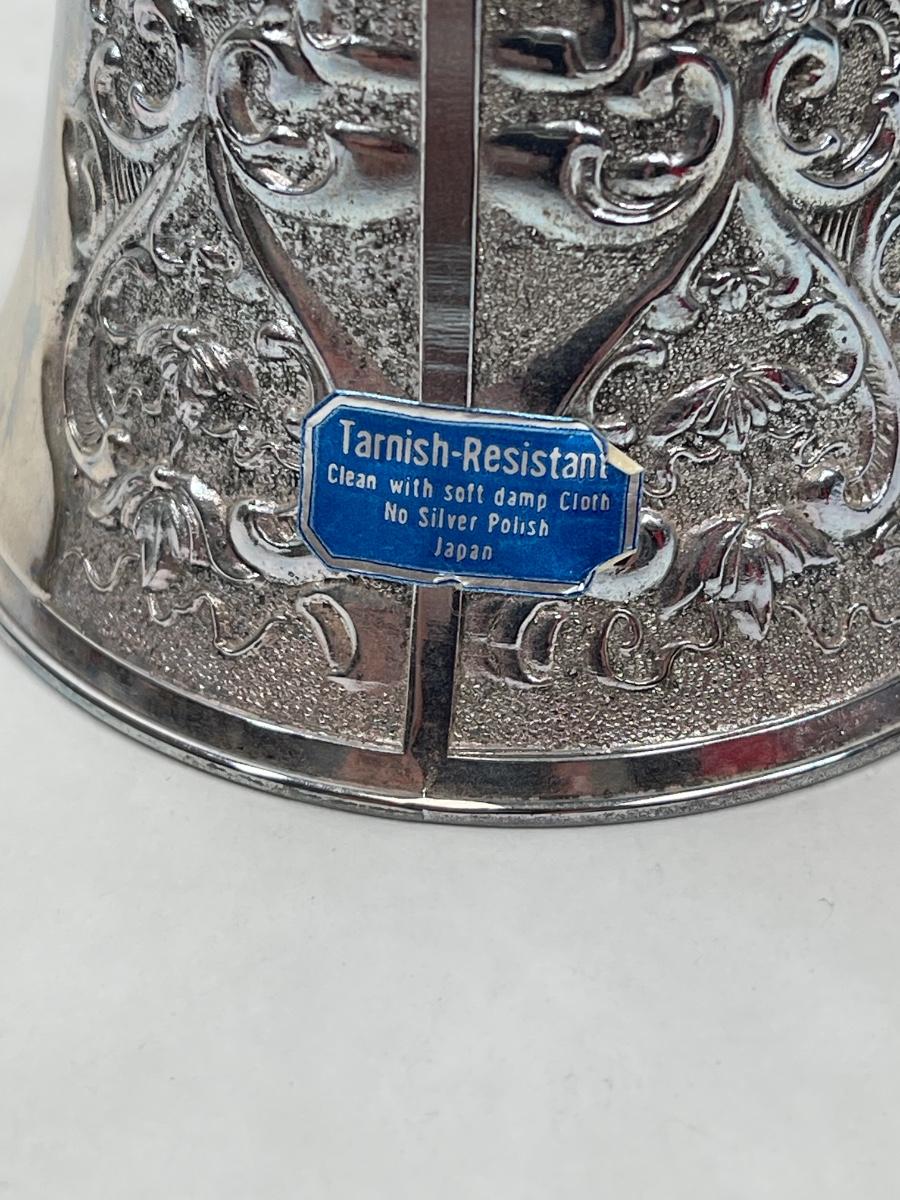 Tarnish-Resistant
Clean with soft damp Cloth
No Silver Polish
Japan